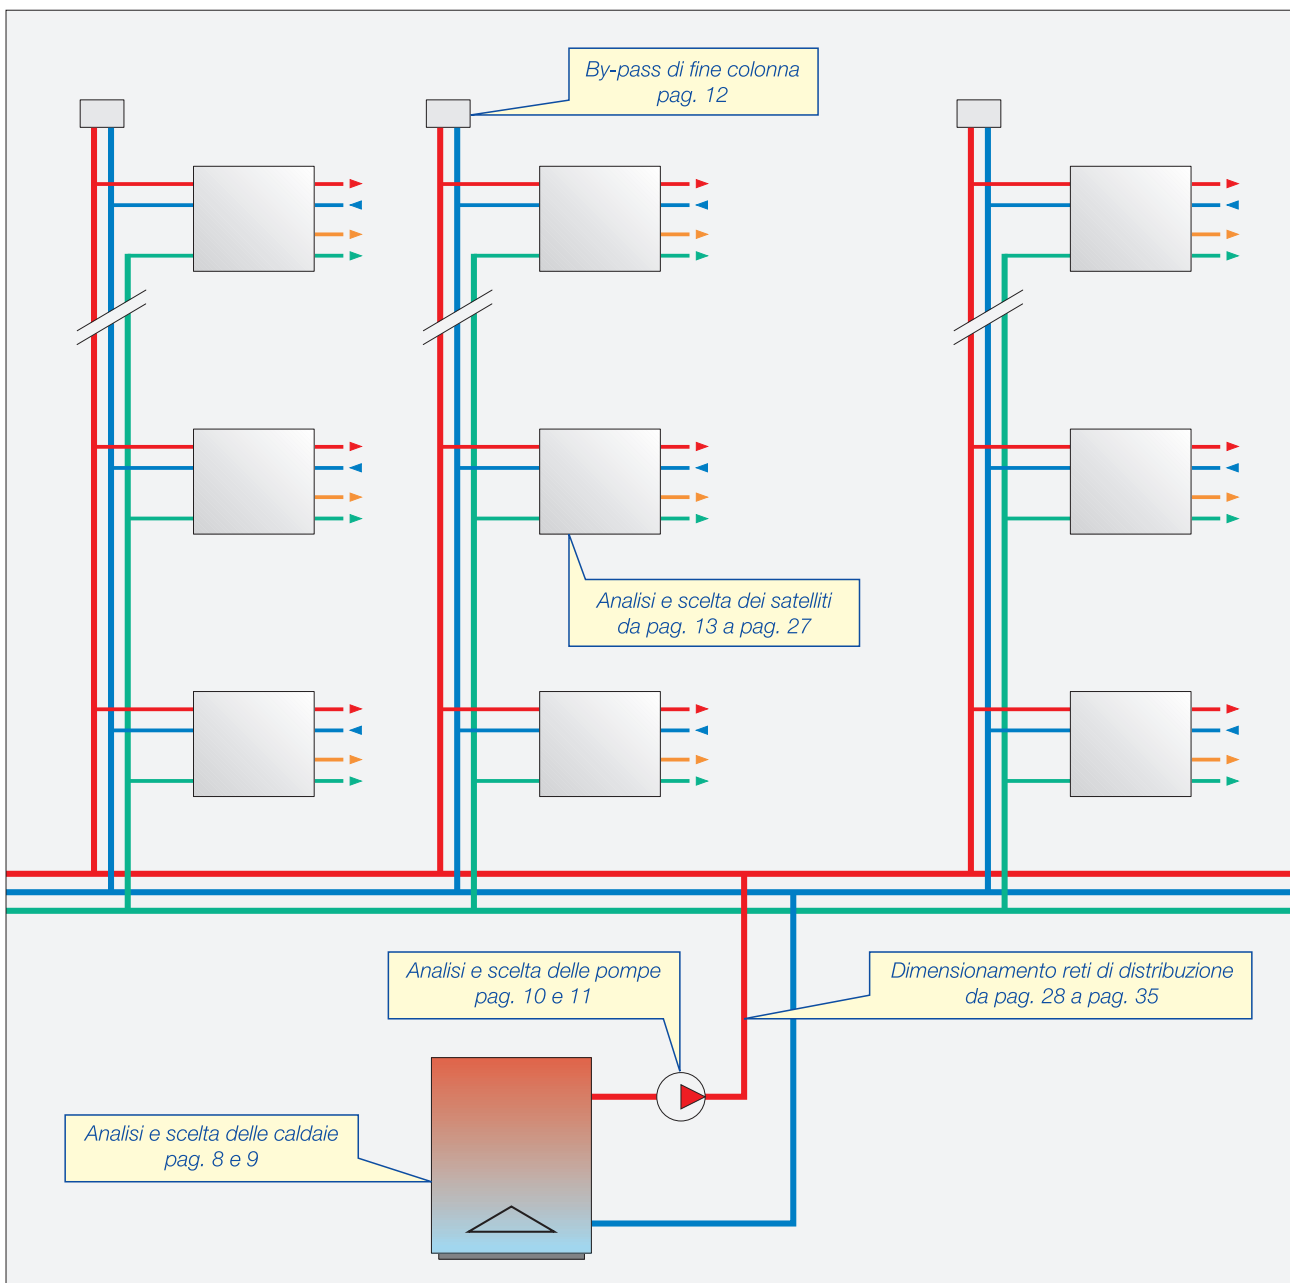 By-pass di fine colonna
pag. 12
Analisi e scelta dei satelliti
da pag. 13 a pag. 27
Analisi e scelta delle pompe
pag. 10 e 11
Dimensionamento reti di distribuzione
da pag. 28 a pag. 35
Analisi e scelta delle caldaie
pag. 8 e 9